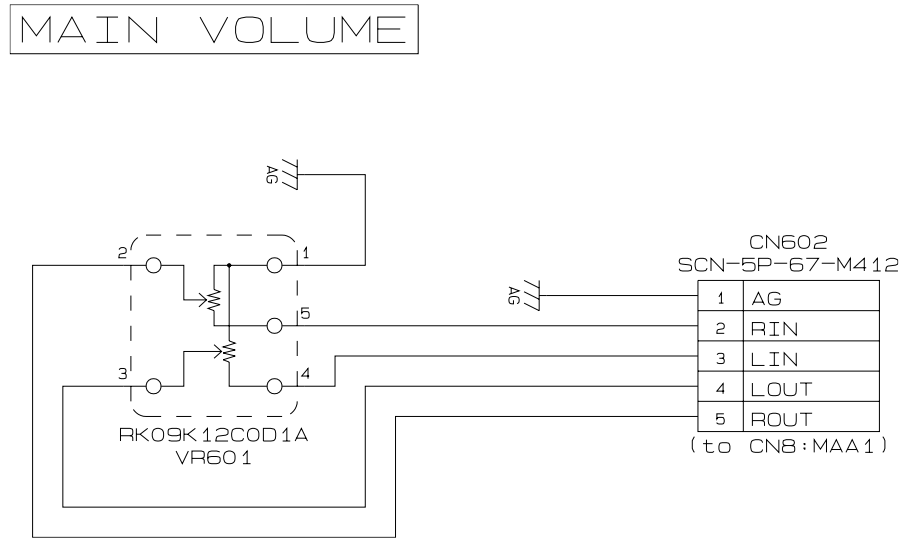 MAIN VOLUME
AG
2
1
5
3
4
RK09K12C0D1A
VR601
AG
CN602
SCN-5P-67-M412
1 AG
2 RIN
3 LIN
4 LOUT
5 ROUT
(to CN8:MAA1)